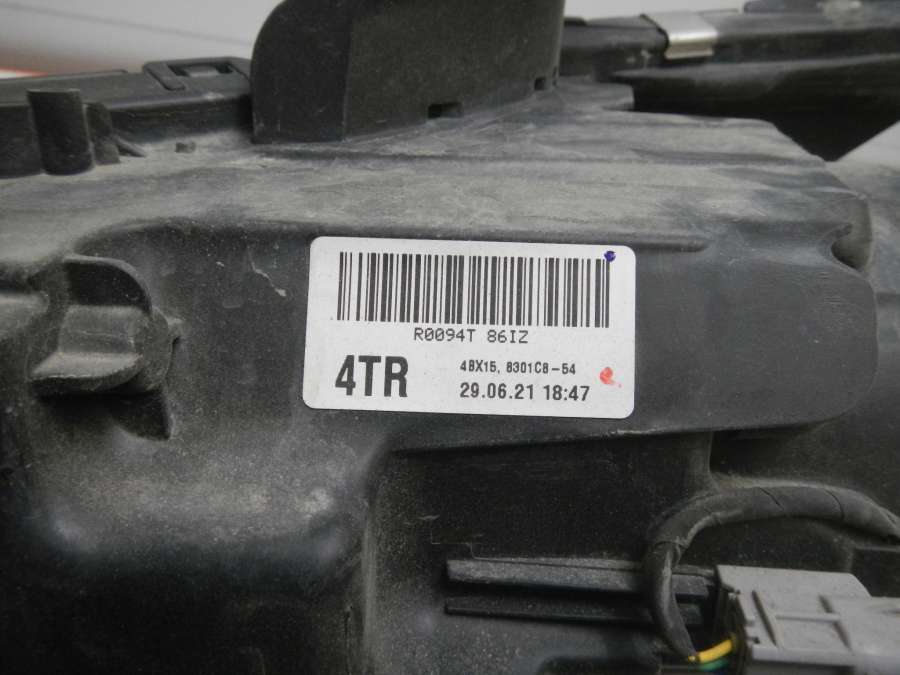 R0094T 86IZ
4TR
4BX15, 8301C8-54
29.06.21 18:47